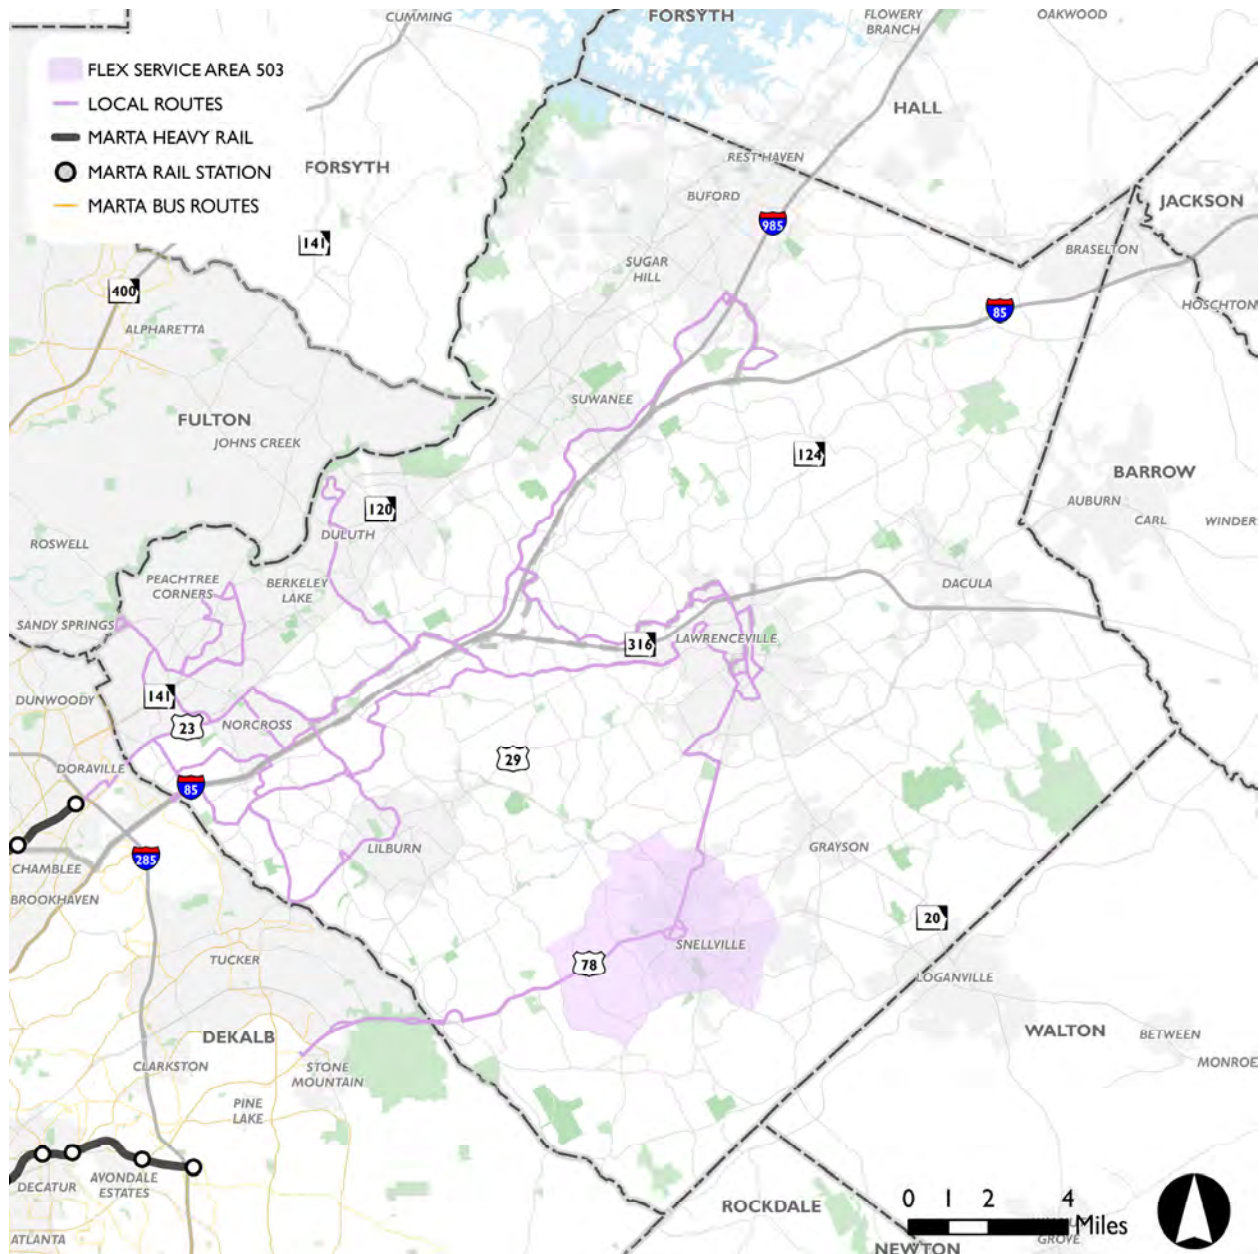 FORSYTH
CUMMING
FLOWERY
BRANCH
OAKWOOD
FLEX SERVICE AREA 503
LOCAL ROUTES
MARTA HEAVY RAIL
MARTA RAIL STATION
MARTA BUS ROUTES
HALL
FORSYTH
REST HAVEN
BUFORD
JACKSON
985
141
BRASELTON
SUGAR
HILL
400
85
HOSCHTON
ALPHARETTA
SUWANEE
FULTON
JOHNS CREEK
124
BARROW
AUBURN
120
CARL
WINDER
DULUTH
ROSWELL
PEACHTREE
CORNERS
BERKELEY
LAKE
DACULA
SANDY SPRINGS
316
LAWRENCEVILLE
DUNWOODY
141
23
NORCROSS
29
DORAVILLE
85
LILBURN
GRAYSON
285
CHAMBLEE
BROOKHAVEN
20
SNELLVILLE
TUCKER
78
LOGANVILLE
DEKALB
WALTON
BETWEEN
CLARKSTON
STONE
MOUNTAIN
MONROE
PINE
LAKE
DECATUR
AVONDALE
ESTATES
ROCKDALE
0 1 2 4
Miles
ATLANTA
GROVE
NEWTON